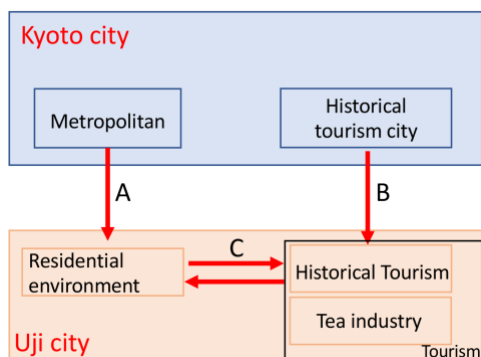 Kyoto city
Metropolitan
Historical
tourism city
A
B
Residential
environment
C
Historical Tourism
Tea industry
Uji city
Tourism